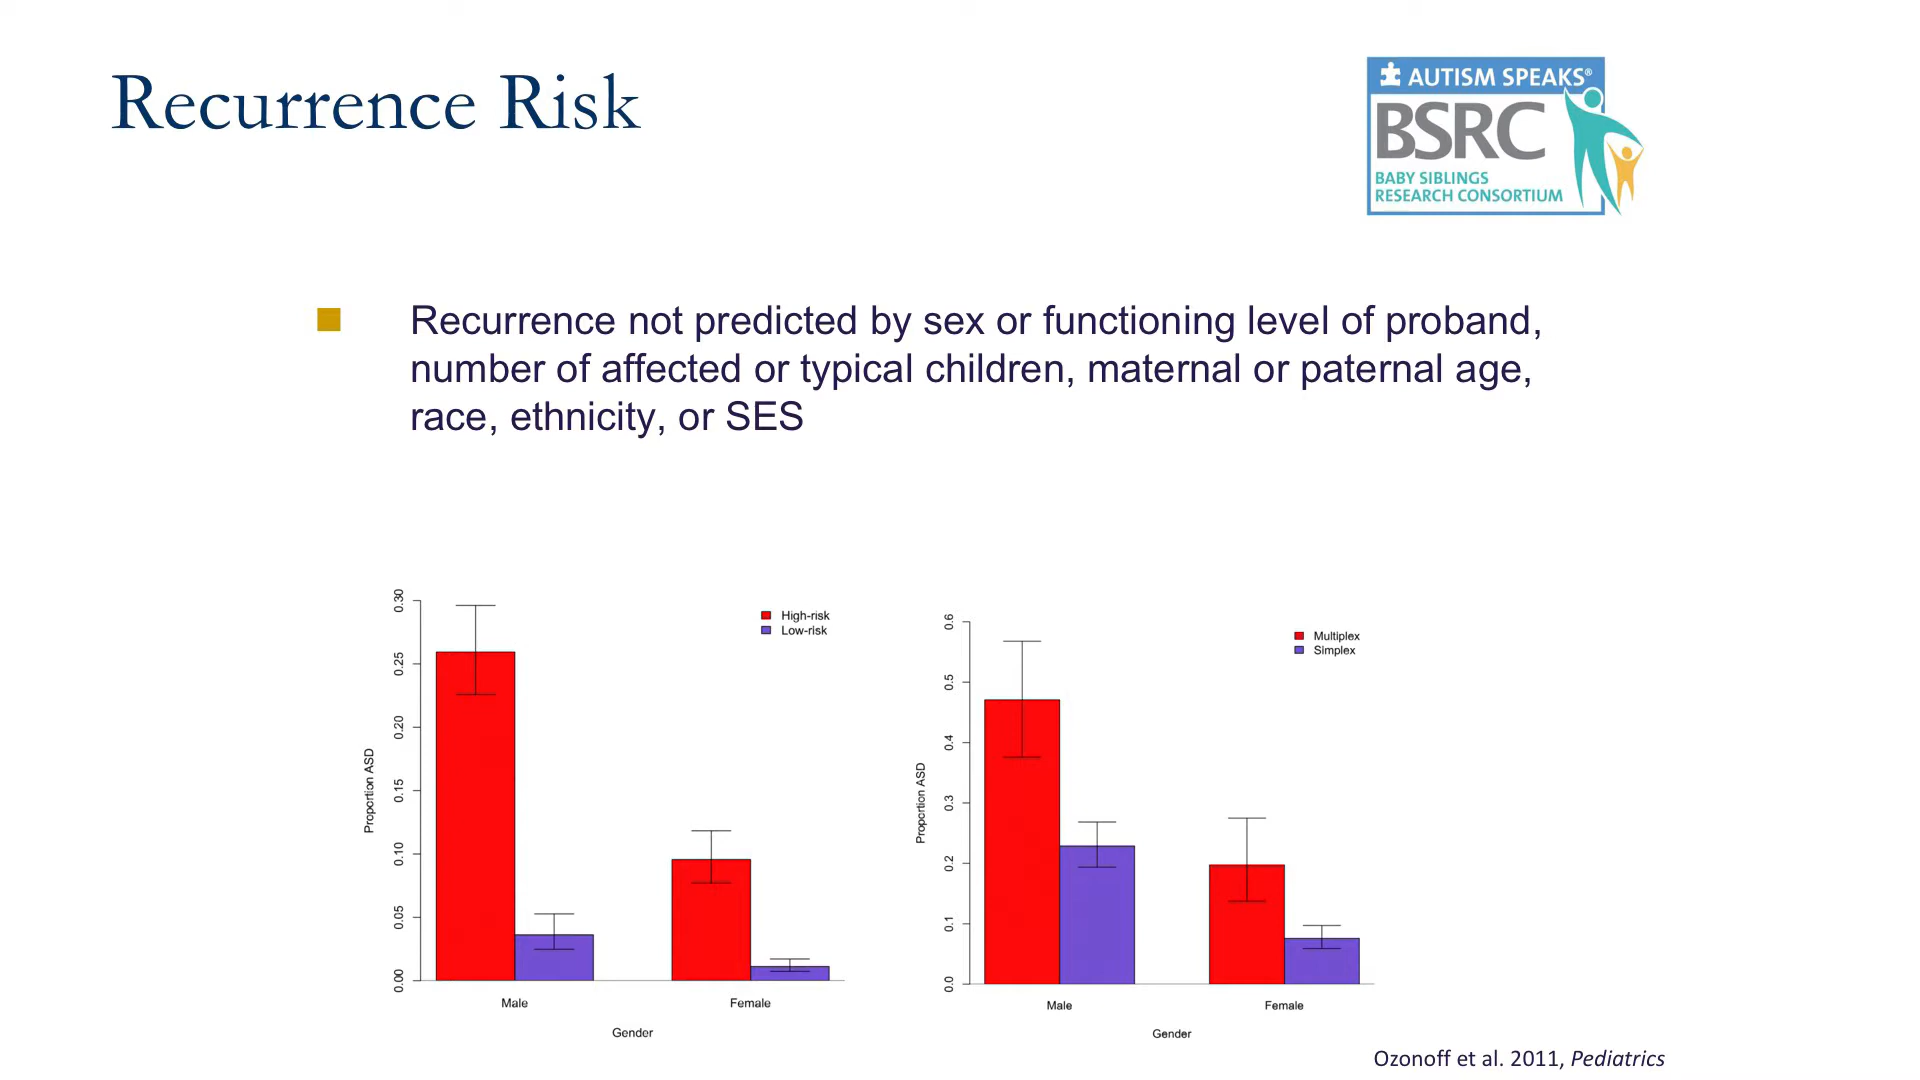 Recurrence Risk
AUTISM SPEAKS®
BSRC
BABY SIBLINGS
RESEARCH CONSORTIUM
Recurrence not predicted by sex or functioning level of proband,
number of affected or typical children, maternal or paternal age,
race, ethnicity, or SES
0.30
0.25
0.20
0.15
0.10
0.05
0.00
Proportion ASD
High-risk
Low-risk
Male
Female
Gender
0.6
0.5
0.4
0.3
0.2
0.1
0.0
Proportion ASD
Multiplex
Simplex
Male
Female
Gender
Ozonoff et al. 2011, Pediatrics